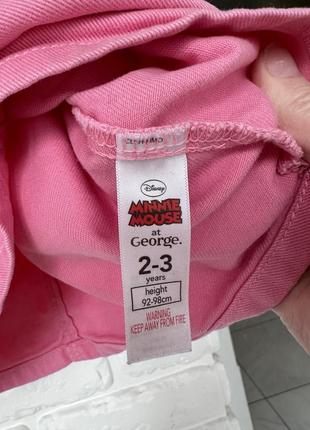 Disney
MINNIE
MOUSE
at
George.
2-3
years
height
92-98cm
WARNING
KEEP AWAY FROM FIRE